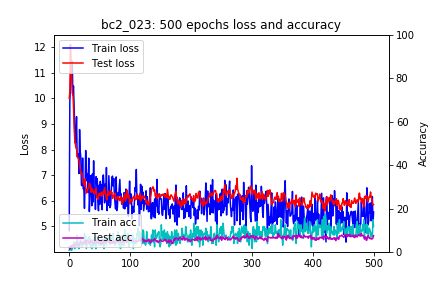 bc2_023: 500 epochs loss and accuracy
12
11
10
9
8
7
6
5
Loss
Train loss
Test loss
Train acc
Test acc
100
80
60
40
20
0
Accuracy
0 100 200 300 400 500